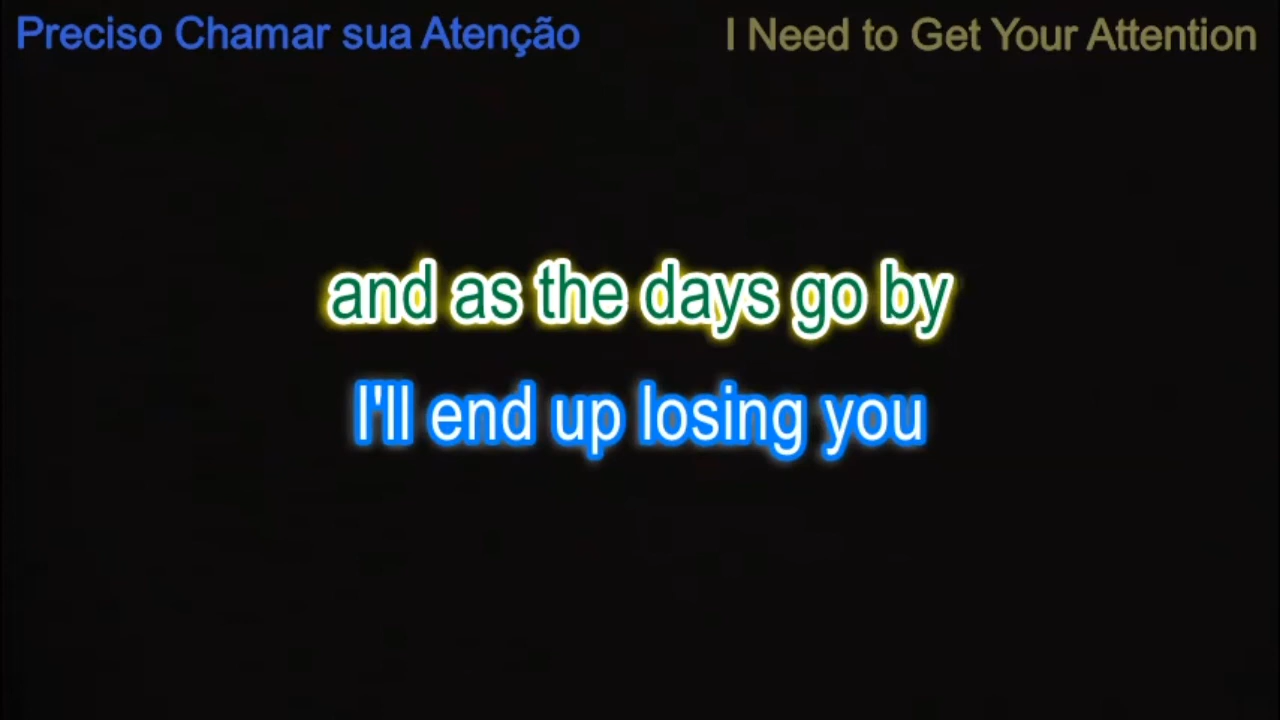 Preciso Chamar sua Atenção
I Need to Get Your Attention
and as the days go by
I'll end up losing you